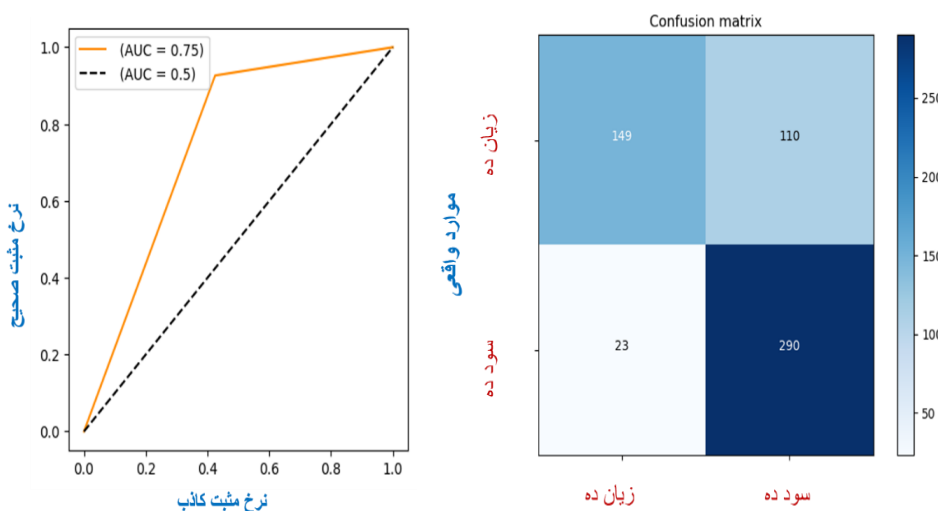 (AUC = 0.75)
(AUC = 0.5)
1.0
0.8
0.6
0.4
0.2
0.0
0.0 0.2 0.4 0.6 0.8 1.0
نرخ مثبت صحیح
نرخ مثبت کاذب
Confusion matrix
موارد واقعی
زیان ده
سود ده
149 110
23 290
زیان ده
سود ده
250
200
150
100
50